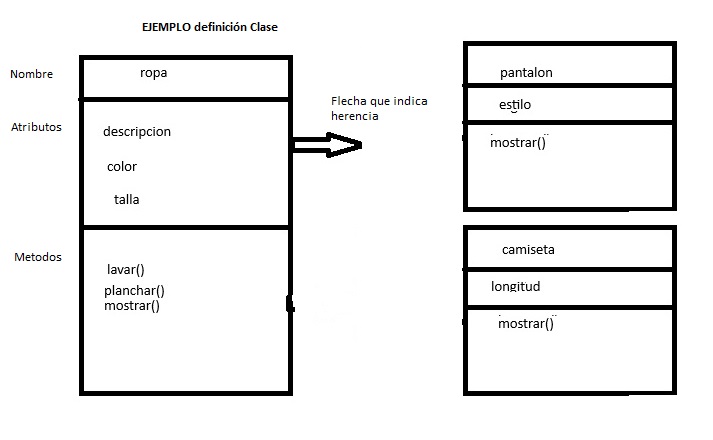 EJEMPLO definición Clase
Nombre
ropa
Atributos
descripcion
color
talla
Metodos
lavar()
planchar()
mostrar()
Flecha que indica
herencia
pantalon
estilo
mostrar()
camiseta
longitud
mostrar()